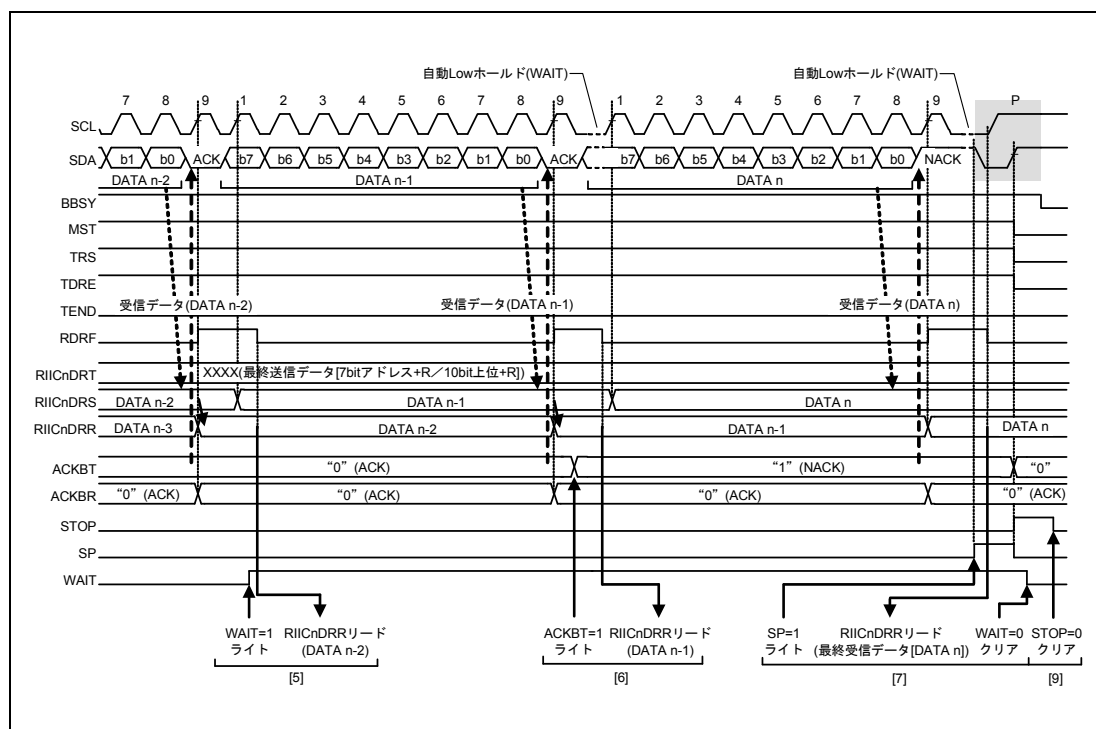 自動Lowホールド(WAIT) 自動Lowホールド(WAIT)
7 8 9 1 2 3 4 5 6 7 8 9 1 2 3 4 5 6 7 8 9 P
SCL
SDA b1 b0 ACK b7 b6 b5 b4 b3 b2 b1 b0 ACK b7 b6 b5 b4 b3 b2 b1 b0 NACK
DATA n-2 DATA n-1 DATA n
BBSY
MST
TRS
TDRE
TEND 受信データ(DATA n-2) 受信データ(DATA n-1) 受信データ(DATA n)
RDRF
RIICnDRT XXXX(最終送信データ[7bitアドレス+R／10bit上位+R])
RIICnDRS DATA n-2 DATA n-1 DATA n
RIICnDRR DATA n-3 DATA n-2 DATA n-1 DATA n
ACKBT “0” (ACK) “1” (NACK) “0”
ACKBR “0” (ACK) “0” (ACK) “0” (ACK) “0” (ACK)
STOP
SP
WAIT
WAIT=1 RIICnDRRリード ACKBT=1 RIICnDRRリード SP=1 RIICnDRRリード WAIT=0 STOP=0
ライト (DATA n-2) ライト (DATA n-1) ライト (最終受信データ[DATA n]) クリア クリア
[5] [6] [7] [9]